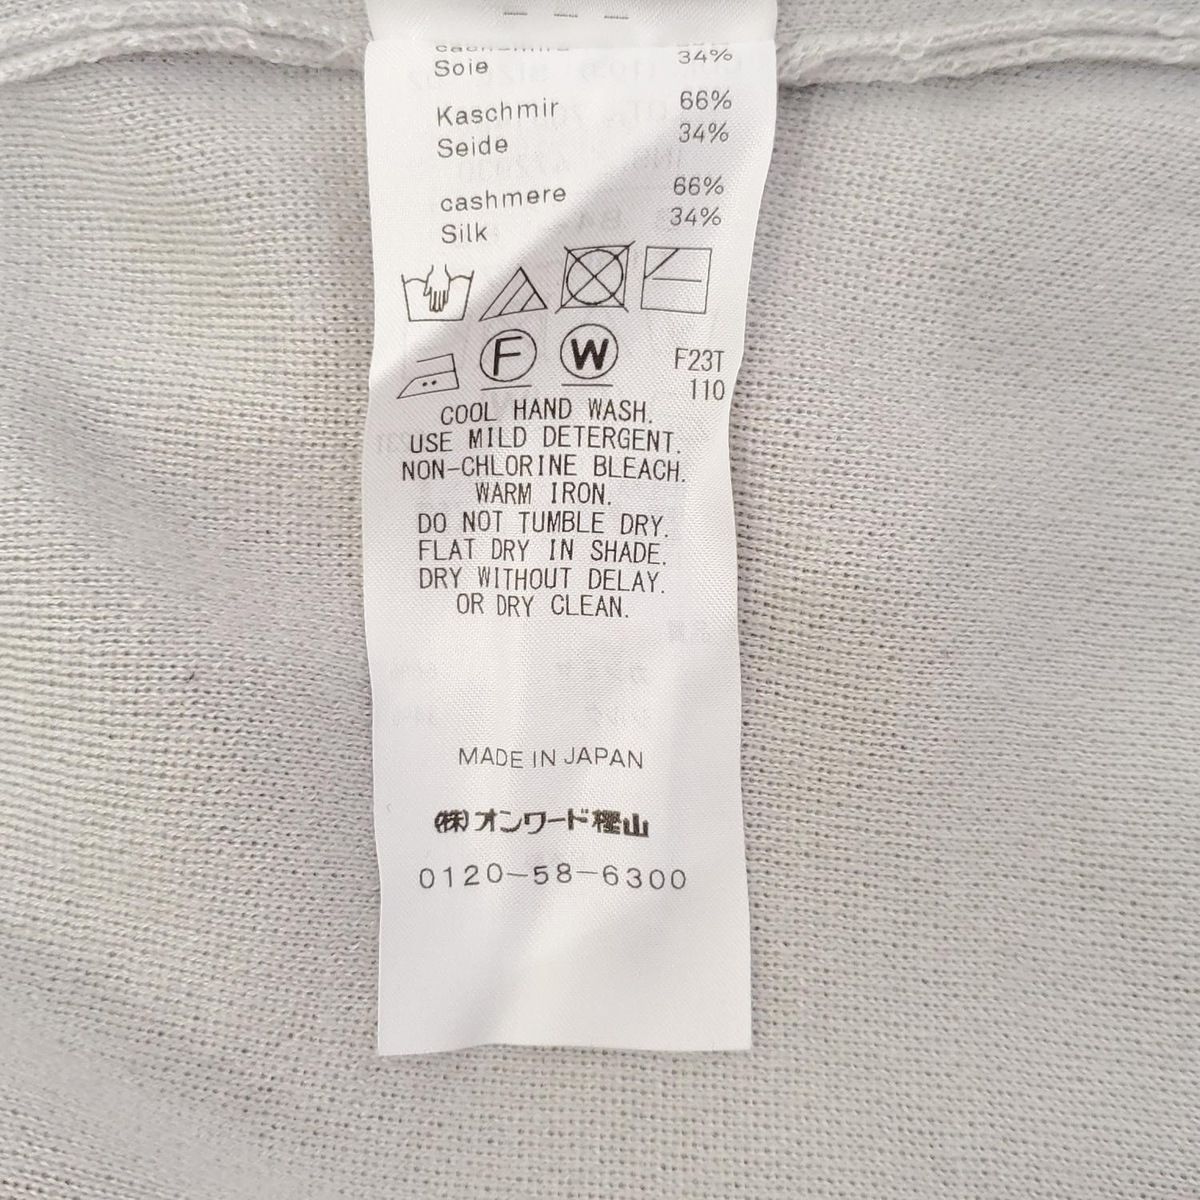 Soie 34%
Kaschmir 66%
Seide 34%
cashmere 66%
Silk 34%
F W F23T
110
COOL HAND WASH.
USE MILD DETERGENT.
NON-CHLORINE BLEACH.
WARM IRON.
DO NOT TUMBLE DRY.
FLAT DRY IN SHADE.
DRY WITHOUT DELAY.
OR DRY CLEAN.
MADE IN JAPAN
(株)オンワード樫山
0120-58-6300